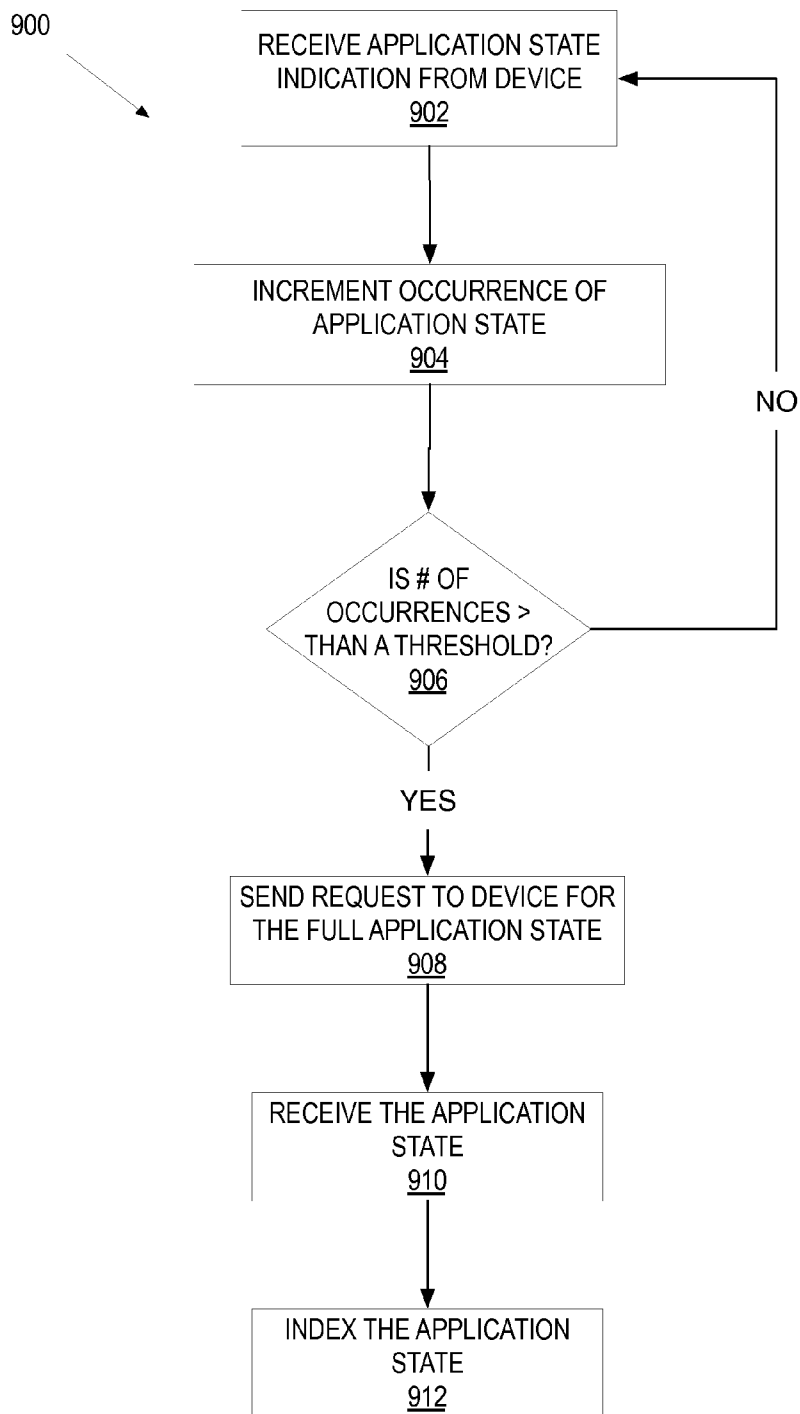 900
RECEIVE APPLICATION STATE
INDICATION FROM DEVICE
902
INCREMENT OCCURRENCE OF
APPLICATION STATE
904
NO
IS # OF
OCCURRENCES >
THAN A THRESHOLD?
906
YES
SEND REQUEST TO DEVICE FOR
THE FULL APPLICATION STATE
908
RECEIVE THE APPLICATION
STATE
910
INDEX THE APPLICATION
STATE
912